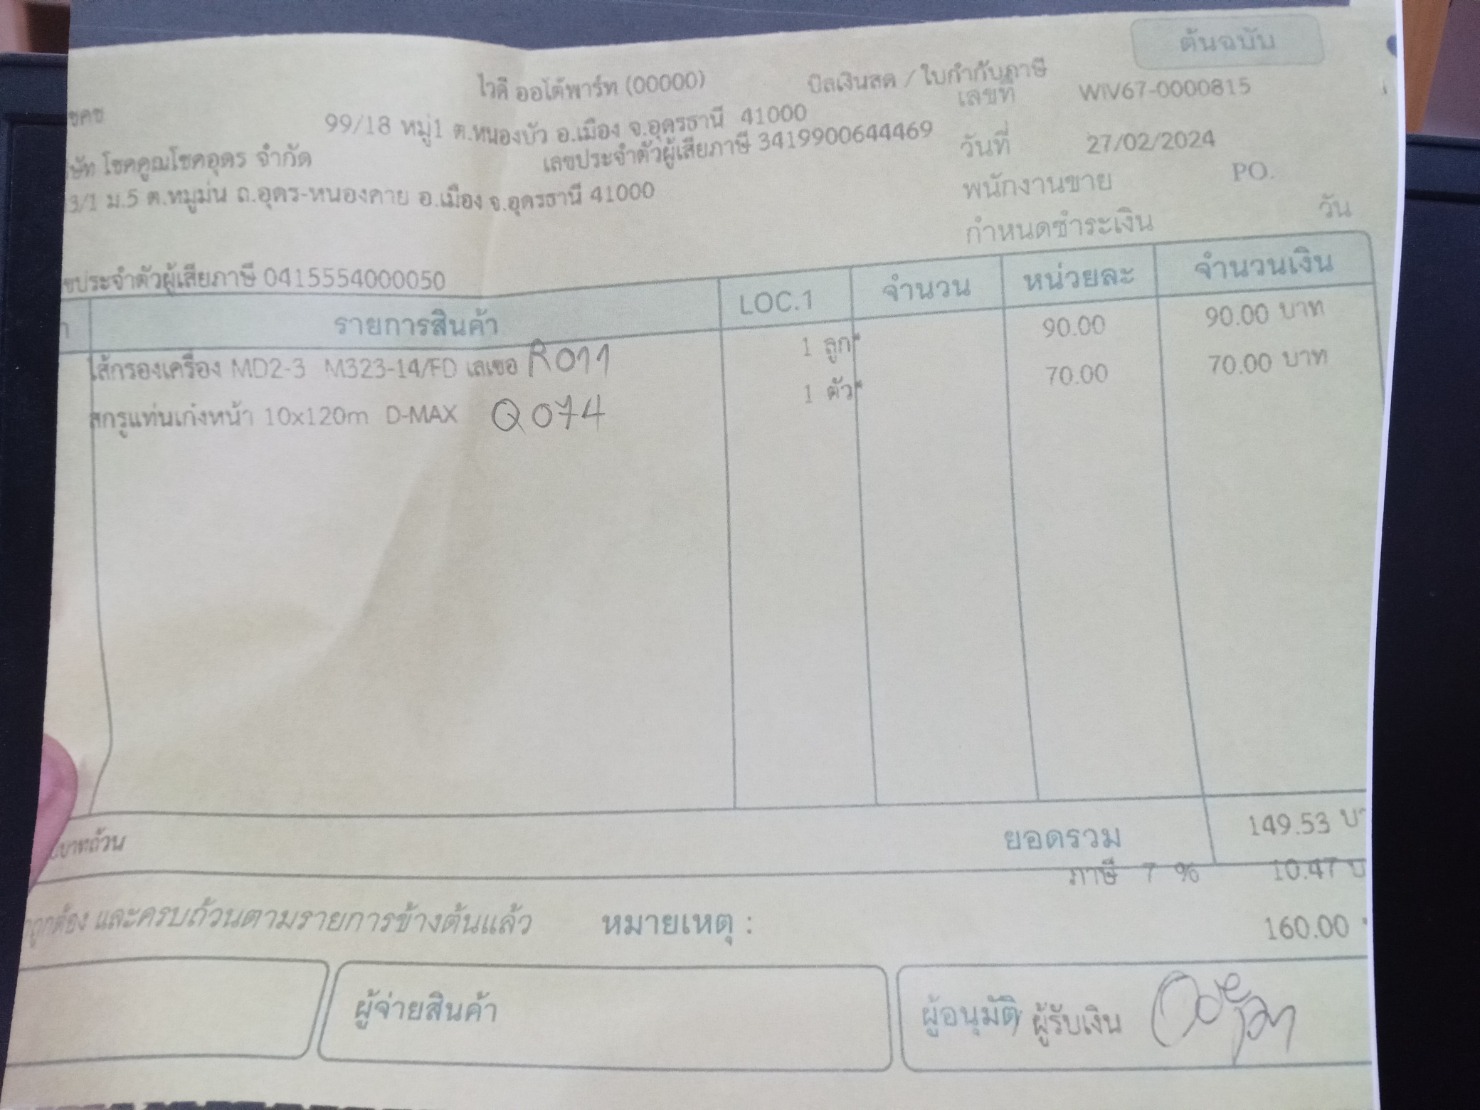 ต้นฉบับ
ไวดี ออโต้พาร์ท (00000) บิลเงินสด / ใบกำกับภาษี
99/18 หมู่1 ต.หนองบัว อ.เมือง จ.อุดรธานี 41000
เลขที่ WIV67-0000815
เลขประจำตัวผู้เสียภาษี 3419900644469
วันที่ 27/02/2024
โชคคูณโชคอุดร จำกัด
พนักงานขาย PO.
3/1 ม.5 ต.หมูม่น ถ.อุดร-หนองคาย อ.เมือง จ.อุดรธานี 41000
กำหนดชำระเงิน วัน
ประจำตัวผู้เสียภาษี 0415554000050
รายการสินค้า LOC.1 จำนวน หน่วยละ จำนวนเงิน
ไส้กรองเครื่อง MD2-3 M323-14/FD เลเซอ R011 1 ลูก 90.00 90.00 บาท
สกรูแท่นเก๋งหน้า 10x120m D-MAX Q074 1 ตัว 70.00 70.00 บาท
บาทถ้วน ยอดรวม 149.53
ภาษี 7 % 10.47
ถูกต้อง และครบถ้วนตามรายการข้างต้นแล้ว หมายเหตุ : 160.00
ผู้จ่ายสินค้า ผู้อนุมัติ/ ผู้รับเงิน